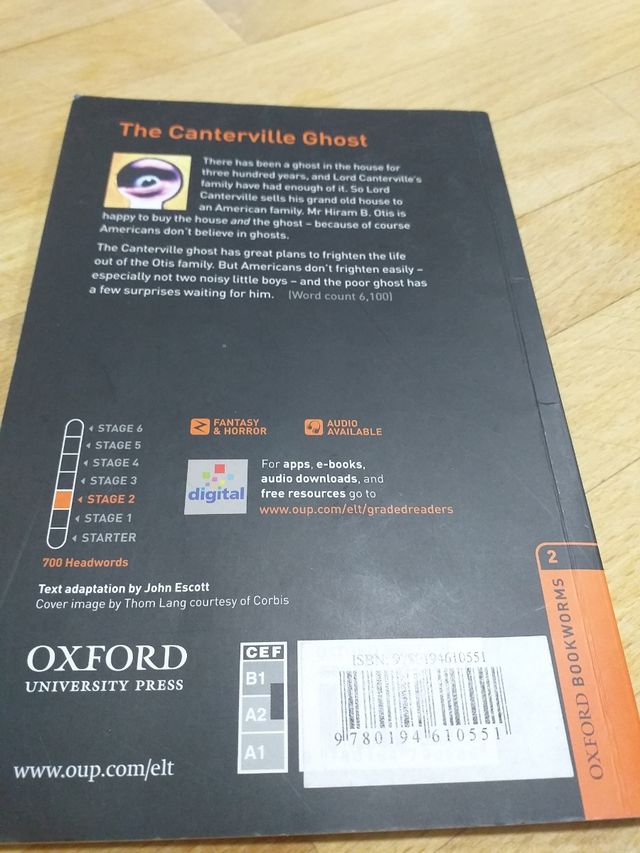 The Canterville Ghost
There has been a ghost in the house for
three hundred years, and Lord Canterville's
family have had enough of it. So Lord
Canterville sells his grand old house to
an American family. Mr Hiram B. Otis is
happy to buy the house and the ghost – because of course
Americans don't believe in ghosts.
The Canterville ghost has great plans to frighten the life
out of the Otis family. But Americans don't frighten easily –
especially not two noisy little boys – and the poor ghost has
a few surprises waiting for him. (Word count 6,100)
STAGE 6
STAGE 5
STAGE 4
STAGE 3
STAGE 2
STAGE 1
STARTER
700 Headwords
FANTASY
& HORROR
AUDIO
AVAILABLE
digital
For apps, e-books,
audio downloads, and
free resources go to
www.oup.com/elt/gradedreaders
Text adaptation by John Escott
Cover image by Thom Lang courtesy of Corbis
OXFORD
UNIVERSITY PRESS
www.oup.com/elt
CEF
B1
A2
A1
ISBN: 194610551
9 780194 610551
2
OXFORD BOOKWORMS